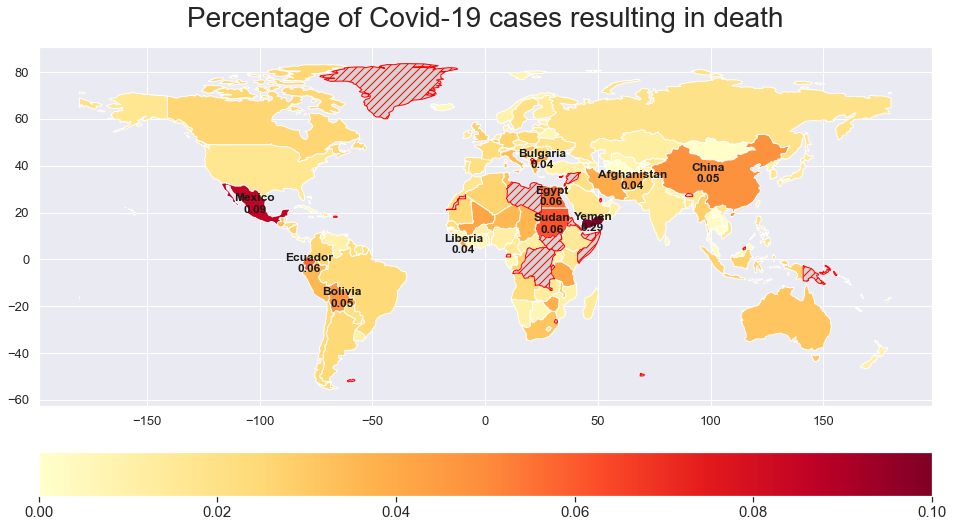 Percentage of Covid-19 cases resulting in death
80
60
40
20
0
−20
−40
−60
Bulgaria
0.04
Afghanistan
0.04
China
0.05
Egypt
0.06
Mexico
0.09
Sudan
0.06
Yemen
0.29
Liberia
0.04
Ecuador
0.06
Bolivia
0.05
−150 −100 −50 0 50 100 150
0.00 0.02 0.04 0.06 0.08 0.10